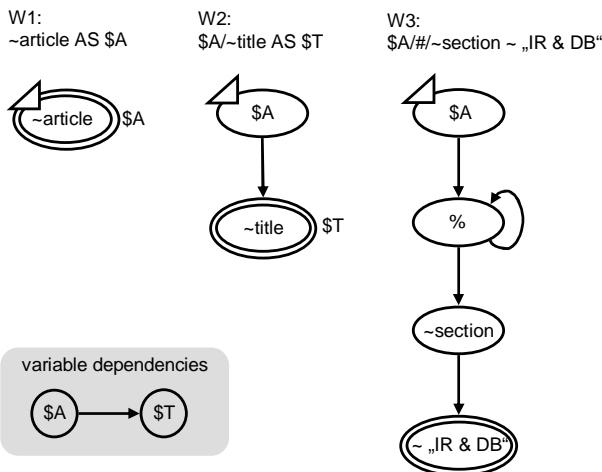 W1:
~article AS $A
~article
$A
W2:
$A/~title AS $T
$A
~title
$T
W3:
$A/#/~section ~ „IR & DB“
$A
%
~section
~ „IR & DB“
variable dependencies
$A
$T